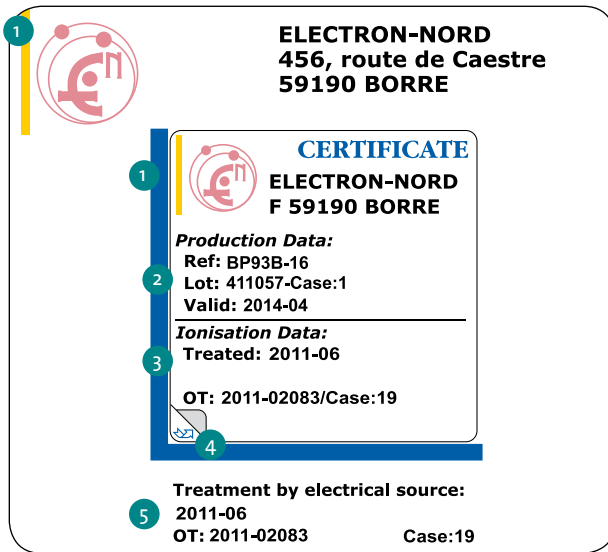 1
ELECTRON-NORD
456, route de Caestre
59190 BORRE
N
1
CERTIFICATE
N
ELECTRON-NORD
F 59190 BORRE
Production Data:
Ref: BP93B-16
2
Lot: 411057-Case:1
Valid: 2014-04
Ionisation Data:
3
Treated: 2011-06
OT: 2011-02083/Case:19
4
Treatment by electrical source:
5
2011-06
OT: 2011-02083 Case:19